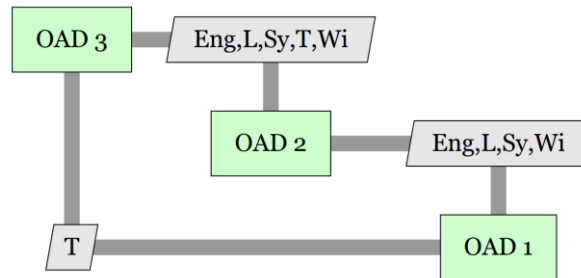 OAD 3
Eng,L,Sy,T,Wi
OAD 2
Eng,L,Sy,Wi
T
OAD 1